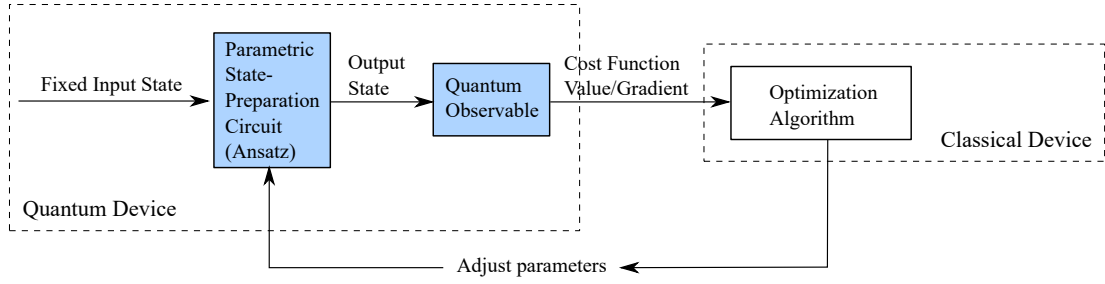 Fixed Input State
Parametric
State-
Preparation
Circuit
(Ansatz)
Output
State
Quantum
Observable
Cost Function
Value/Gradient
Optimization
Algorithm
Classical Device
Quantum Device
Adjust parameters